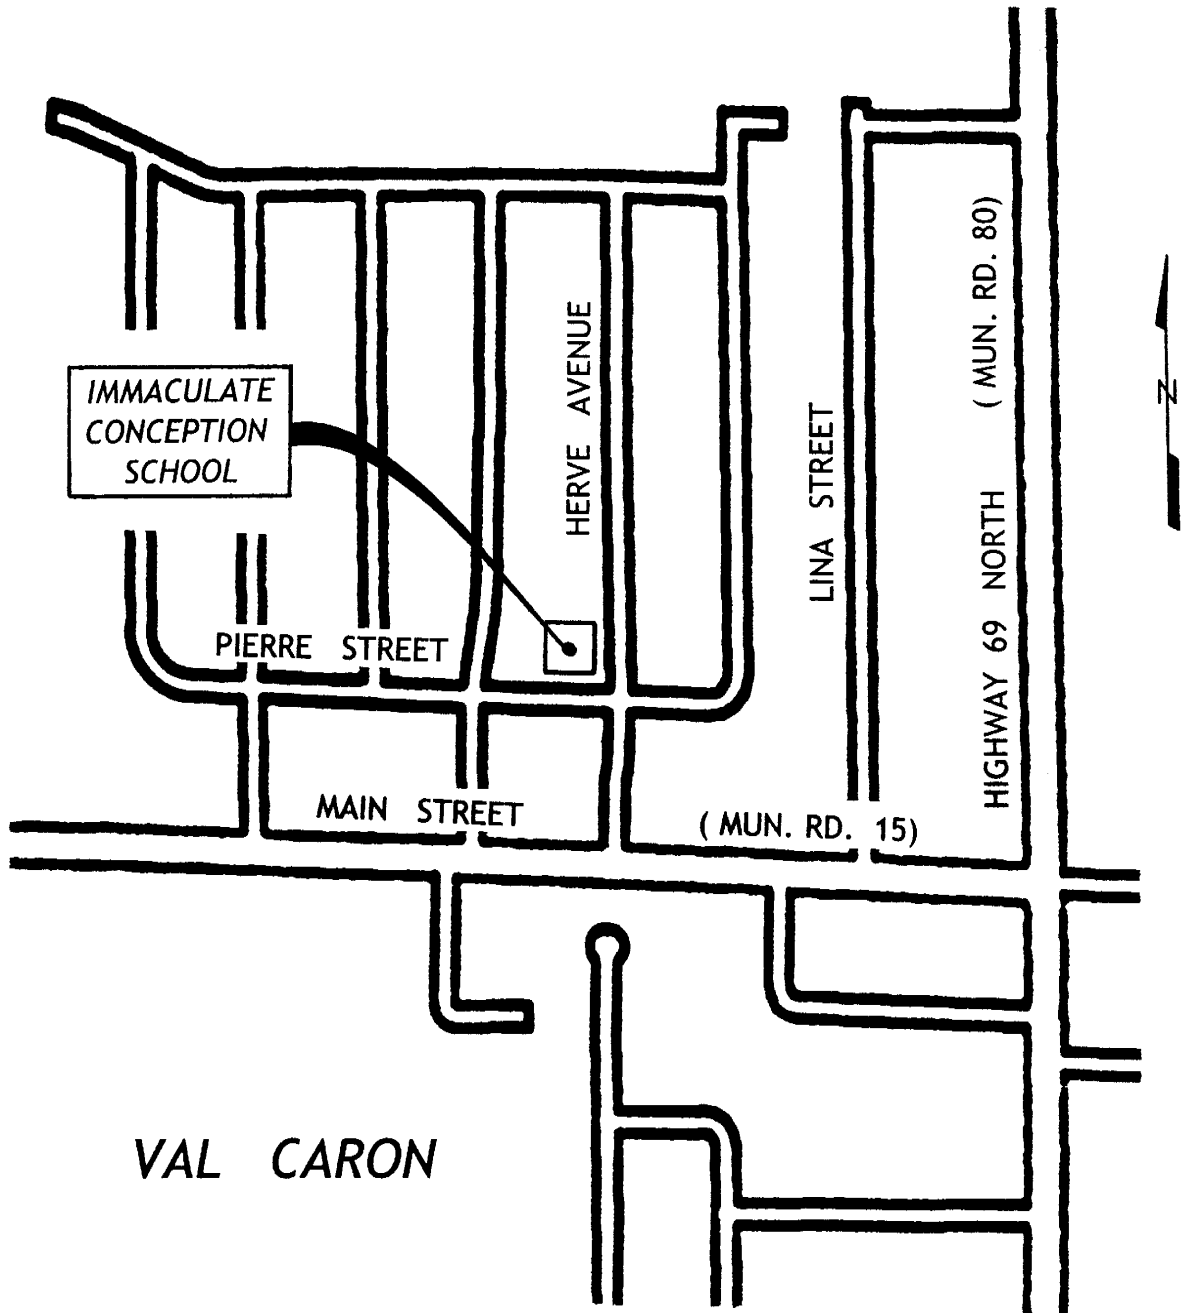 IMMACULATE
CONCEPTION
SCHOOL
HERVE AVENUE
LINA STREET
HIGHWAY 69 NORTH (MUN. RD. 80)
N
PIERRE STREET
MAIN STREET (MUN. RD. 15)
VAL CARON